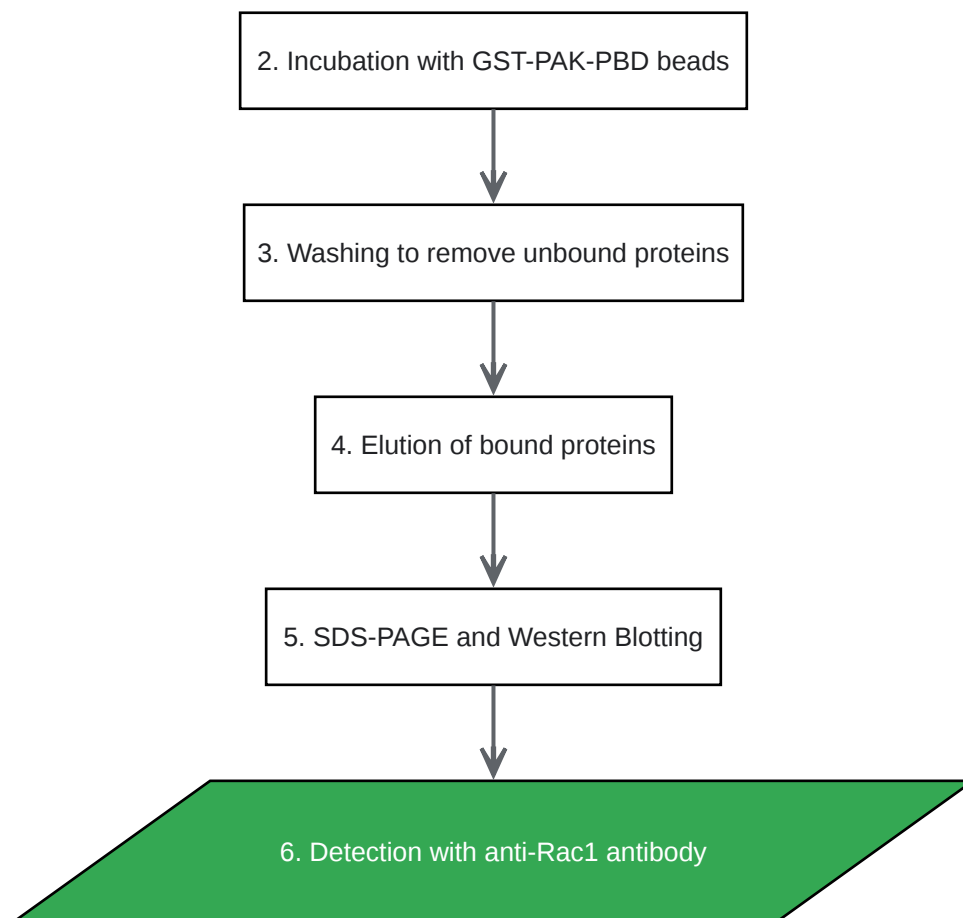 2. Incubation with GST-PAK-PBD beads
3. Washing to remove unbound proteins
4. Elution of bound proteins
5. SDS-PAGE and Western Blotting
6. Detection with anti-Rac1 antibody